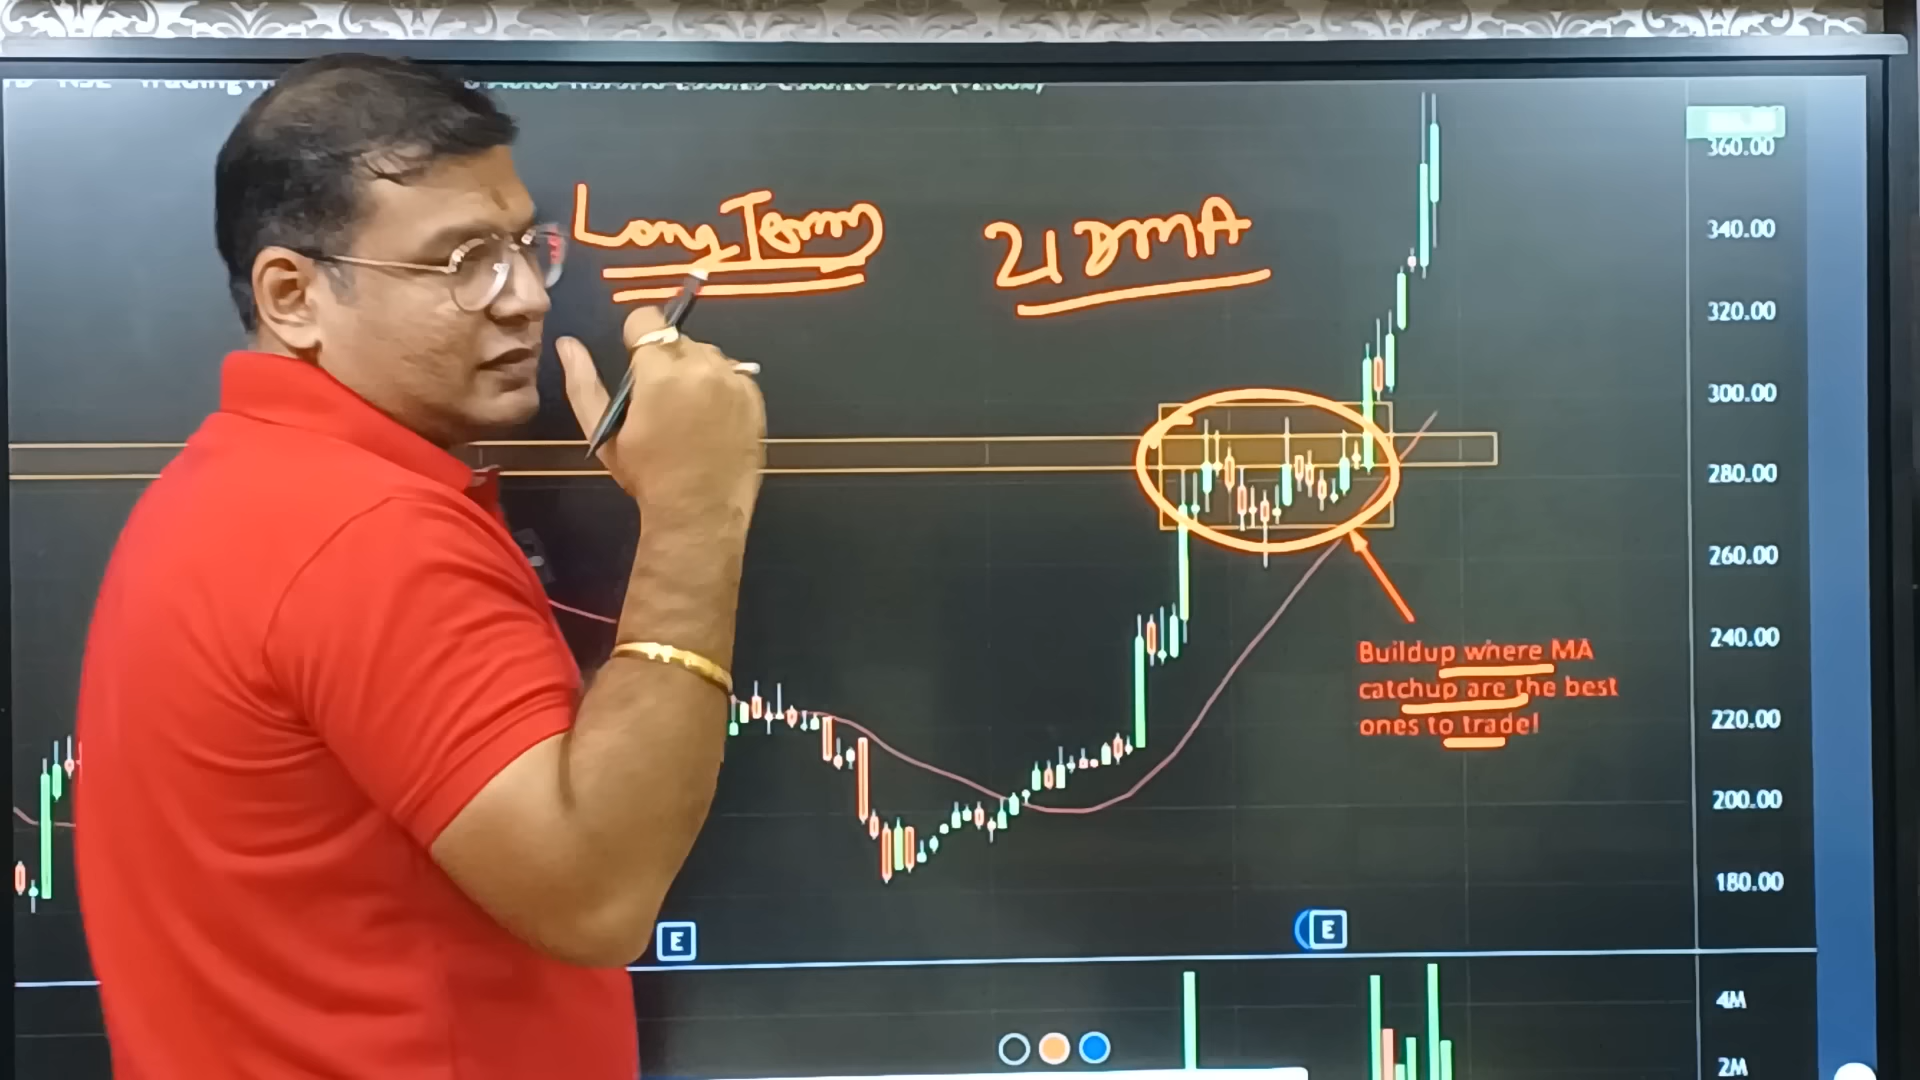 Long Term
21 DMA
360.00
340.00
320.00
300.00
280.00
260.00
240.00
220.00
200.00
180.00
Buildup where MA
catchup are the best
ones to trade!
E
E
4M
2M